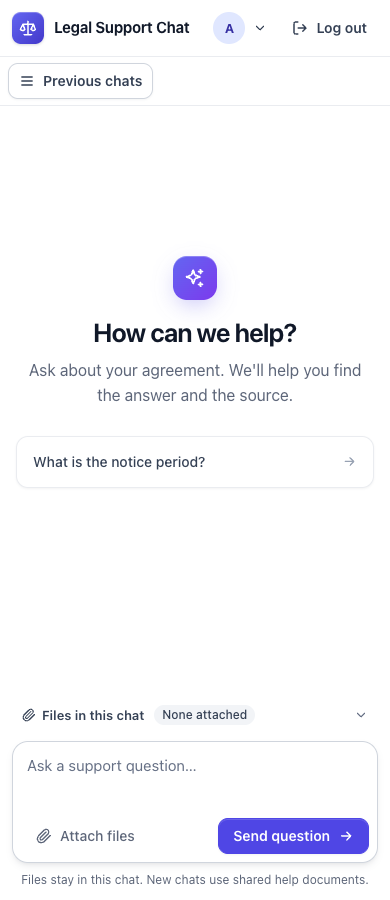 Legal Support Chat
A
Log out
Previous chats
How can we help?
Ask about your agreement. We'll help you find
the answer and the source.
What is the notice period?
Files in this chat
None attached
Ask a support question...
Attach files
Send question
Files stay in this chat. New chats use shared help documents.